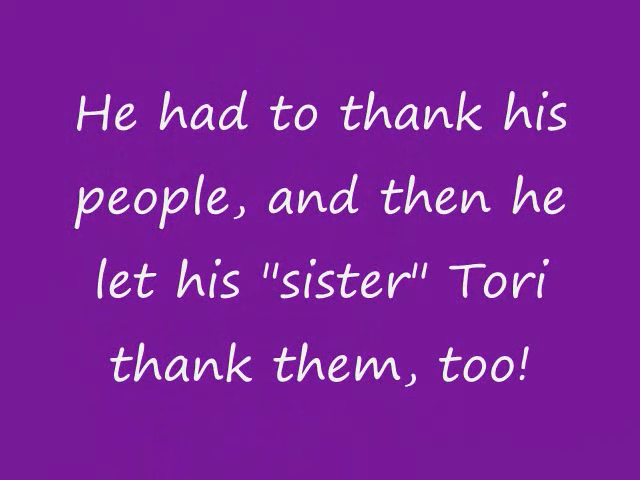 He had to thank his
people, and then he
let his "sister" Tori
thank them, too!